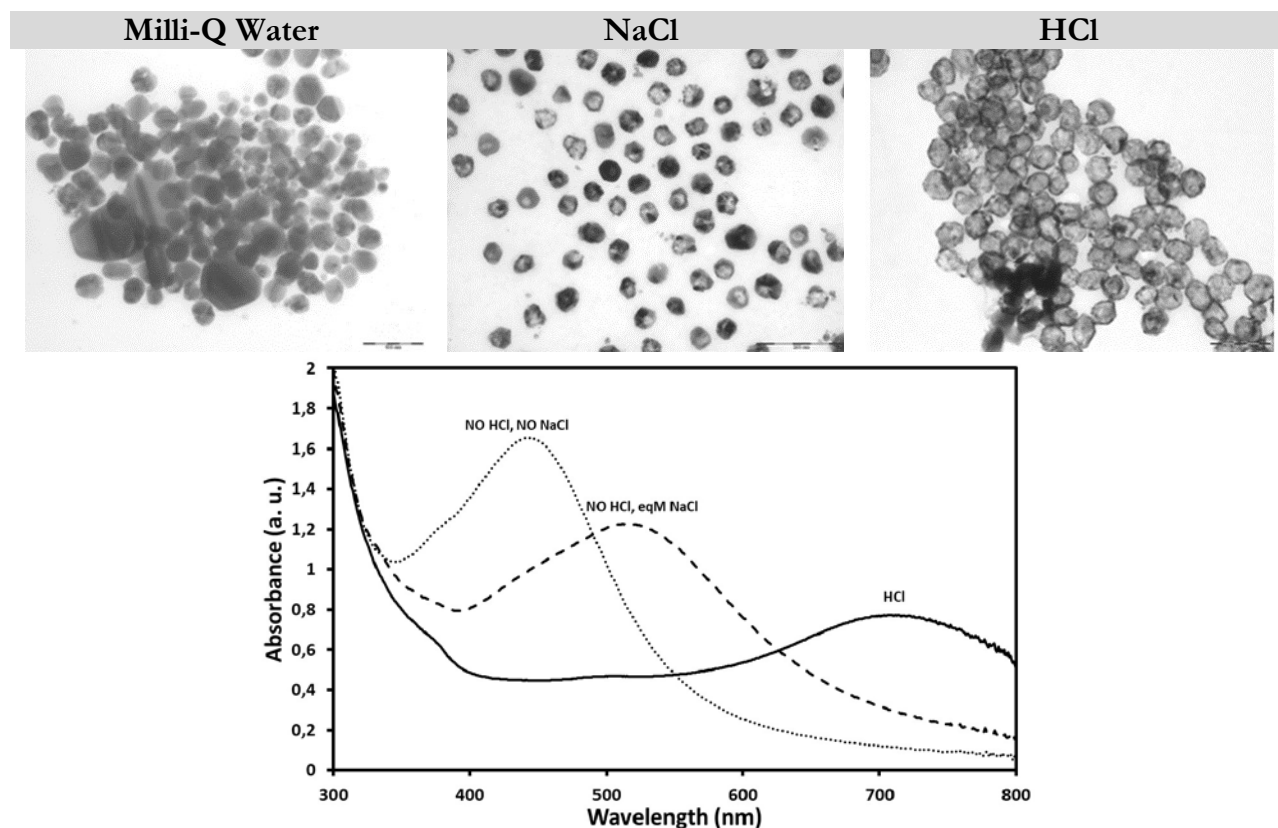 Milli-Q Water NaCl HCl
2
1,8
1,6
1,4
1,2
1
0,8
0,6
0,4
0,2
0
Absorbance (a. u.)
NO HCl, NO NaCl
NO HCl, eqM NaCl
HCl
300 400 500 600 700 800
Wavelength (nm)